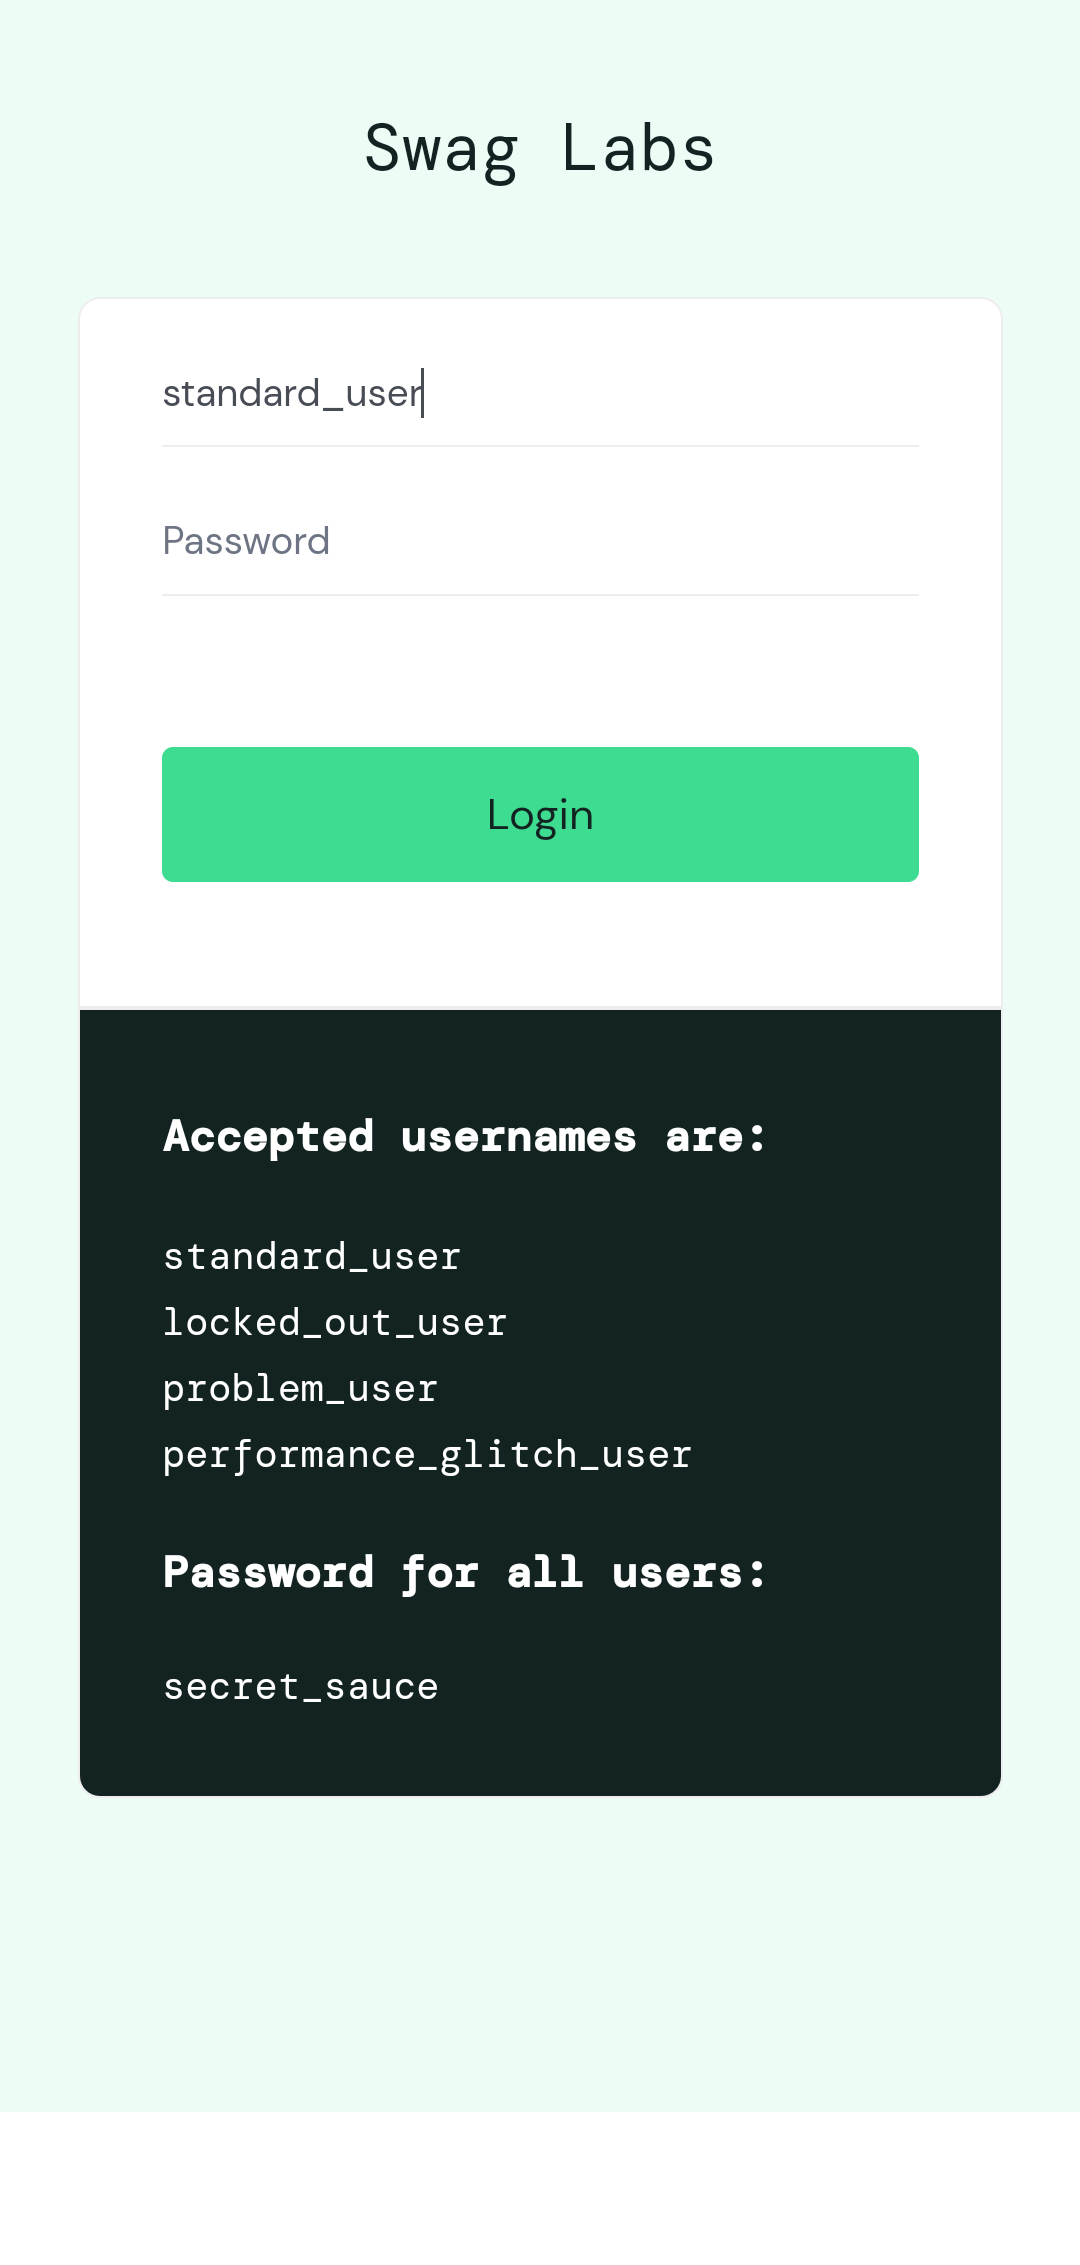 Swag Labs
standard_user
Password
Login
Accepted usernames are:
standard_user
locked_out_user
problem_user
performance_glitch_user
Password for all users:
secret_sauce